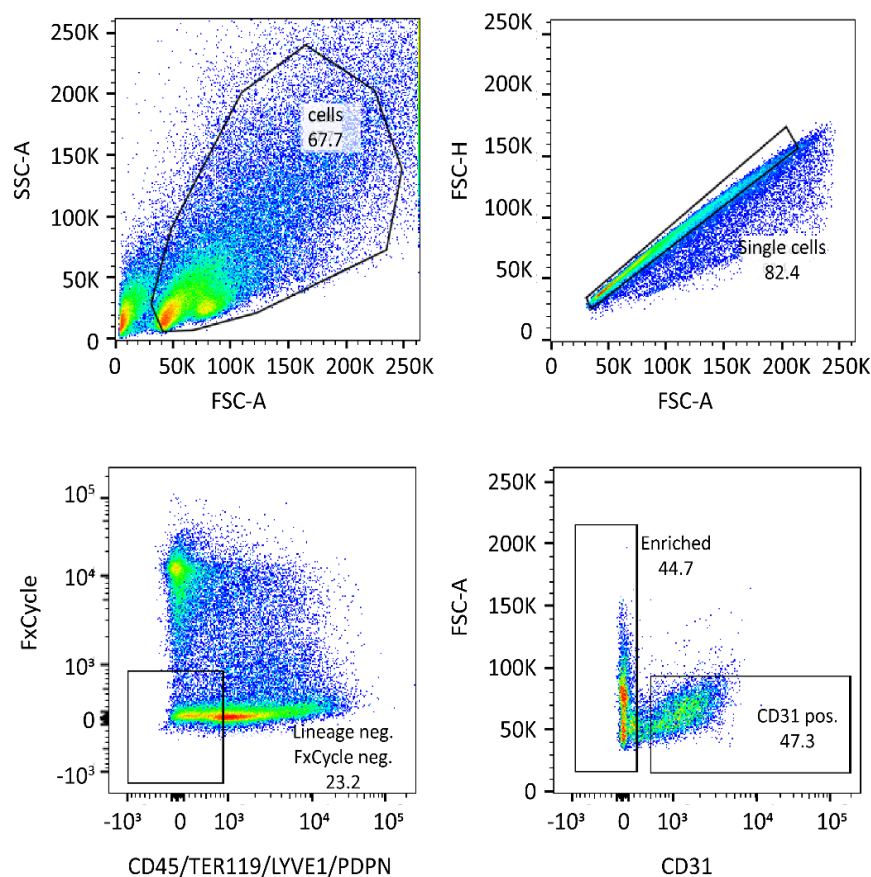 250K
200K
150K
100K
50K
0
SSC-A
cells
67.7
0
50K
100K
150K
200K
250K
FSC-A
250K
200K
150K
100K
50K
0
FSC-H
Single cells
82.4
0
50K
100K
150K
200K
250K
FSC-A
10⁵
10⁴
10³
0
-10³
FxCycle
Lineage neg.
FxCycle neg.
23.2
-10³
0
10³
10⁴
10⁵
CD45/TER119/LYVE1/PDPN
250K
200K
150K
100K
50K
0
FSC-A
Enriched
44.7
CD31 pos.
47.3
-10³
0
10³
10⁴
10⁵
CD31